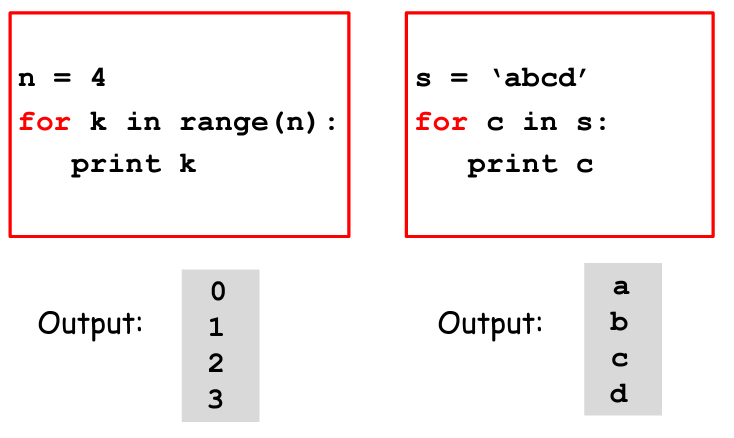 n = 4
for k in range(n):
print k
s = ‘abcd’
for c in s:
print c
Output:
0
1
2
3
Output:
a
b
c
d